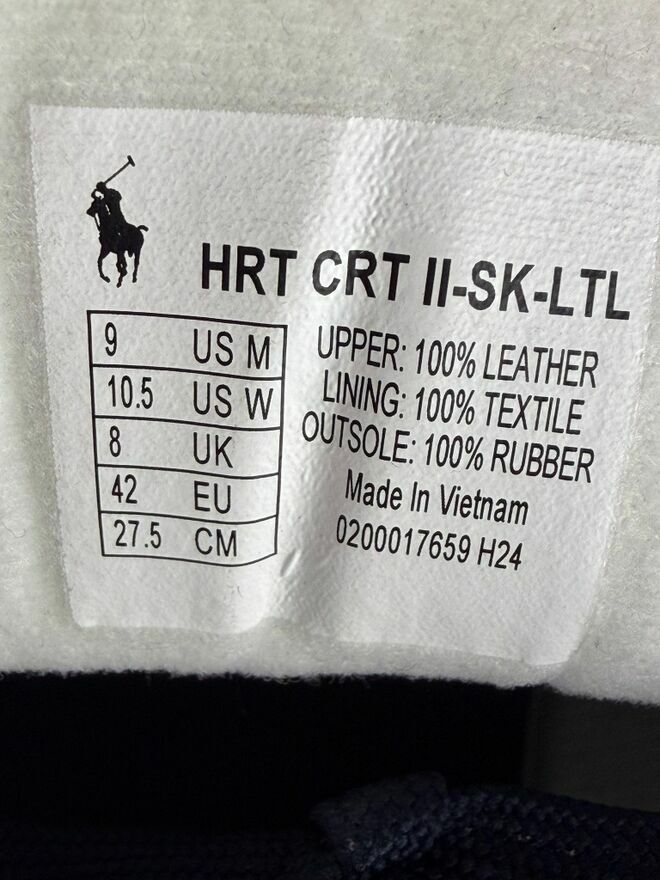 HRT CRT II-SK-LTL
9 US M
10.5 US W
8 UK
42 EU
27.5 CM
UPPER: 100% LEATHER
LINING: 100% TEXTILE
OUTSOLE: 100% RUBBER
Made In Vietnam
0200017659 H24